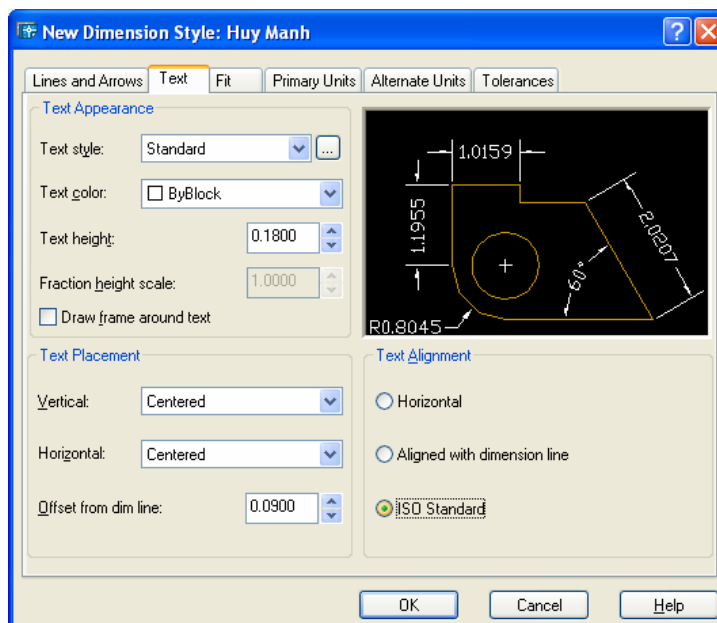 New Dimension Style: Huy Manh
Lines and Arrows Text Fit Primary Units Alternate Units Tolerances
Text Appearance
Text style: Standard ...
Text color: ByBlock
Text height: 0.1800
Fraction height scale: 1.0000
Draw frame around text
1.0159
1.1955
2.0207
60°
R0.8045
Text Placement
Vertical: Centered
Horizontal: Centered
Offset from dim line: 0.0900
Text Alignment
Horizontal
Aligned with dimension line
ISO Standard
OK Cancel Help